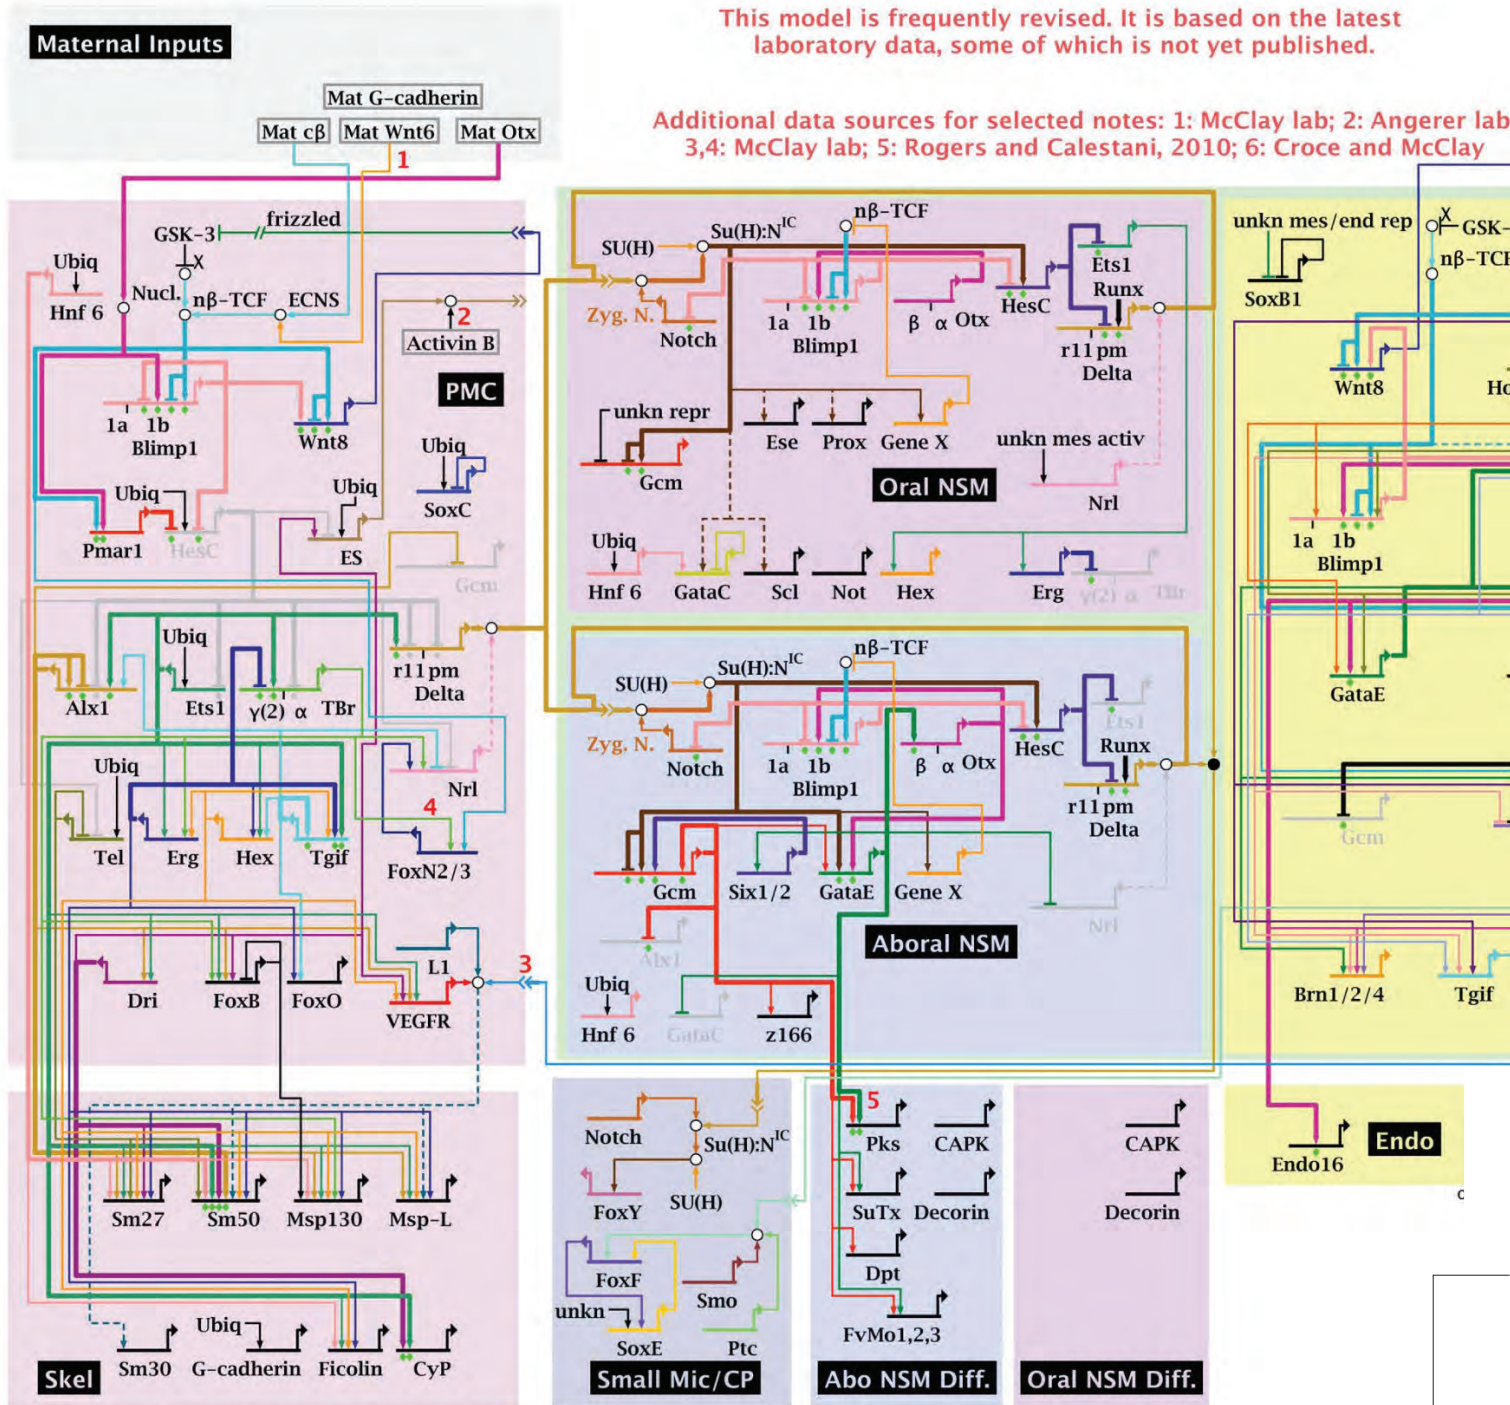 This model is frequently revised. It is based on the latest
laboratory data, some of which is not yet published.
Maternal Inputs
Additional data sources for selected notes: 1: McClay lab; 2: Angerer lab
3,4: McClay lab; 5: Rogers and Calestani, 2010; 6: Croce and McClay
Mat G-cadherin
Mat cβ
Mat Wnt6
Mat Otx
1
frizzled
GSK-3
X
Ubiq
Hnf 6
Nucl.
nβ-TCF
ECNS
2
Activin B
PMC
1a
1b
Blimp1
Wnt8
Ubiq
SoxC
Ubiq
Pmar1
HesC
Ubiq
ES
Gcm
Alx1
Ubiq
Ets1
γ(2)
α
TBr
r11
pm
Delta
Nrl
Ubiq
Tel
Erg
Hex
Tgif
4
FoxN2/3
L1
3
Dri
FoxB
FoxO
VEGFR
Sm27
Sm50
Msp130
Msp-L
Sm30
Ubiq
G-cadherin
Ficolin
CyP
Skel
SU(H)
Su(H):N^IC
nβ-TCF
Zyg. N.
Notch
1a
1b
Blimp1
β
α
Otx
HesC
Ets1
Runx
r11
pm
Delta
unkn repr
Gcm
Ese
Prox
Gene X
unkn mes activ
Nrl
Oral NSM
Ubiq
Hnf 6
GataC
Scl
Not
Hex
Erg
γ(2)
α
TBr
SU(H)
Su(H):N^IC
nβ-TCF
Zyg. N.
Notch
1a
1b
Blimp1
β
α
Otx
HesC
Ets1
Runx
r11
pm
Delta
Gcm
Six1/2
GataE
Gene X
Nrl
Alx1
Aboral NSM
Ubiq
Hnf 6
GataC
z166
Notch
Su(H):N^IC
FoxY
SU(H)
FoxF
Smo
unkn
SoxE
Ptc
Small Mic/CP
5
Pks
CAPK
SuTx
Decorin
Dpt
FvMo1,2,3
Abo NSM Diff.
CAPK
Decorin
Oral NSM Diff.
unkn mes/end rep
SoxB1
X
GSK-
nβ-TCF
Wnt8
Ho
1a
1b
Blimp1
GataE
Gcm
Brn1/2/4
Tgif
Endo16
Endo